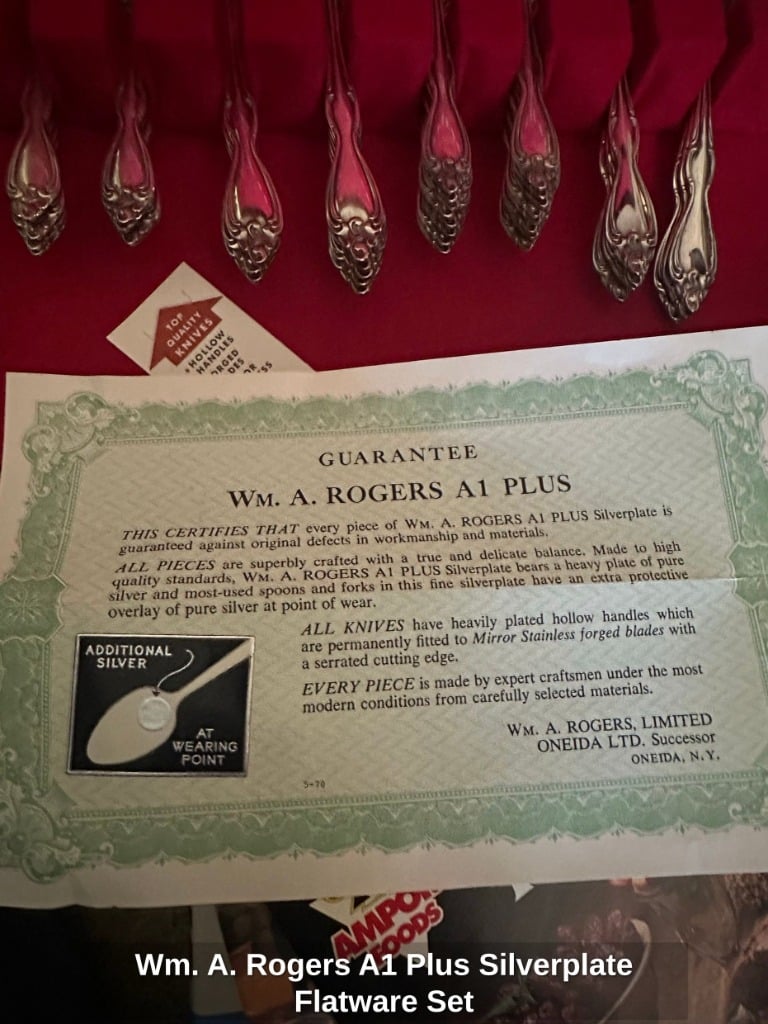 TOP
QUALITY
KNIVES
HOLLOW
HANDLES
GUARANTEE
WM. A. ROGERS A1 PLUS
THIS CERTIFIES THAT every piece of WM. A. ROGERS A1 PLUS Silverplate is
guaranteed against original defects in workmanship and materials.
ALL PIECES are superbly crafted with a true and delicate balance. Made to high
quality standards, WM. A. ROGERS A1 PLUS Silverplate bears a heavy plate of pure
silver and most-used spoons and forks in this fine silverplate have an extra protective
overlay of pure silver at point of wear.
ALL KNIVES have heavily plated hollow handles which
are permanently fitted to Mirror Stainless forged blades with
a serrated cutting edge.
EVERY PIECE is made by expert craftsmen under the most
modern conditions from carefully selected materials.
ADDITIONAL
SILVER
AT
WEARING
POINT
WM. A. ROGERS, LIMITED
ONEIDA LTD. Successor
ONEIDA, N.Y.
5-70
FOODS
Wm. A. Rogers A1 Plus Silverplate
Flatware Set